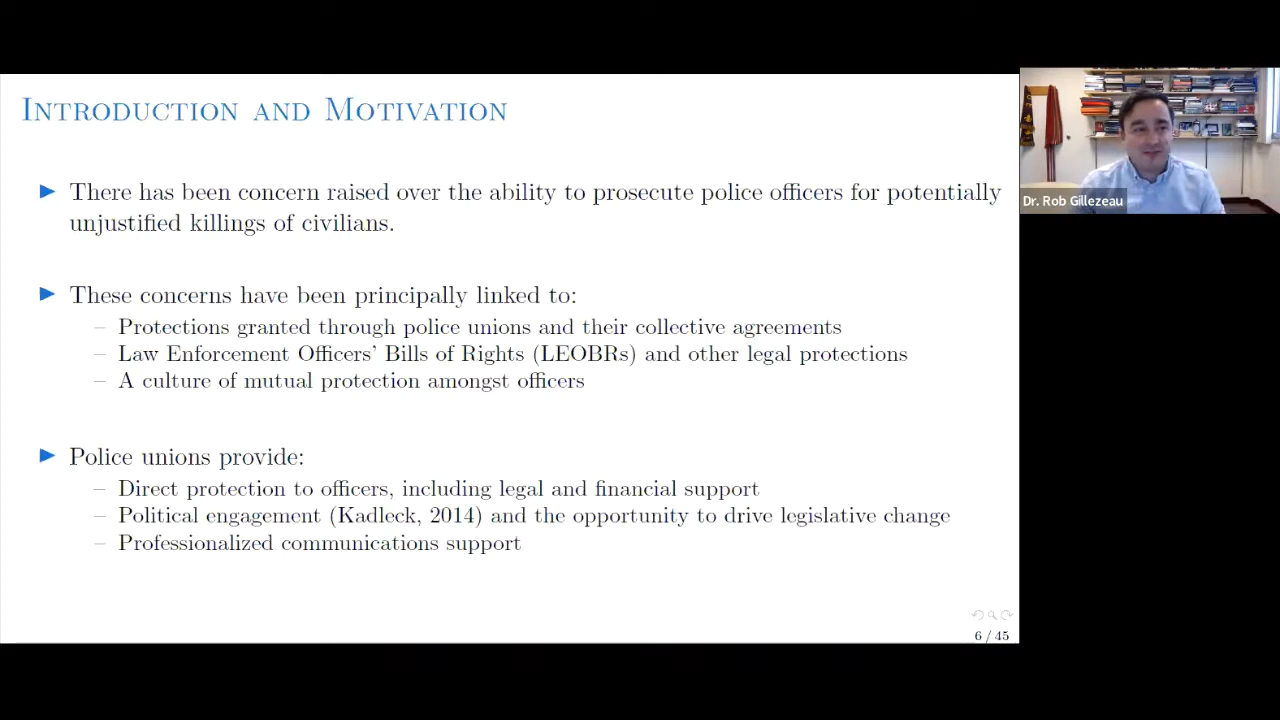 INTRODUCTION AND MOTIVATION
There has been concern raised over the ability to prosecute police officers for potentially
unjustified killings of civilians.
These concerns have been principally linked to:
– Protections granted through police unions and their collective agreements
– Law Enforcement Officers' Bills of Rights (LEOBRs) and other legal protections
– A culture of mutual protection amongst officers
Police unions provide:
– Direct protection to officers, including legal and financial support
– Political engagement (Kadleck, 2014) and the opportunity to drive legislative change
– Professionalized communications support
6 / 45
Dr. Rob Gillezeau